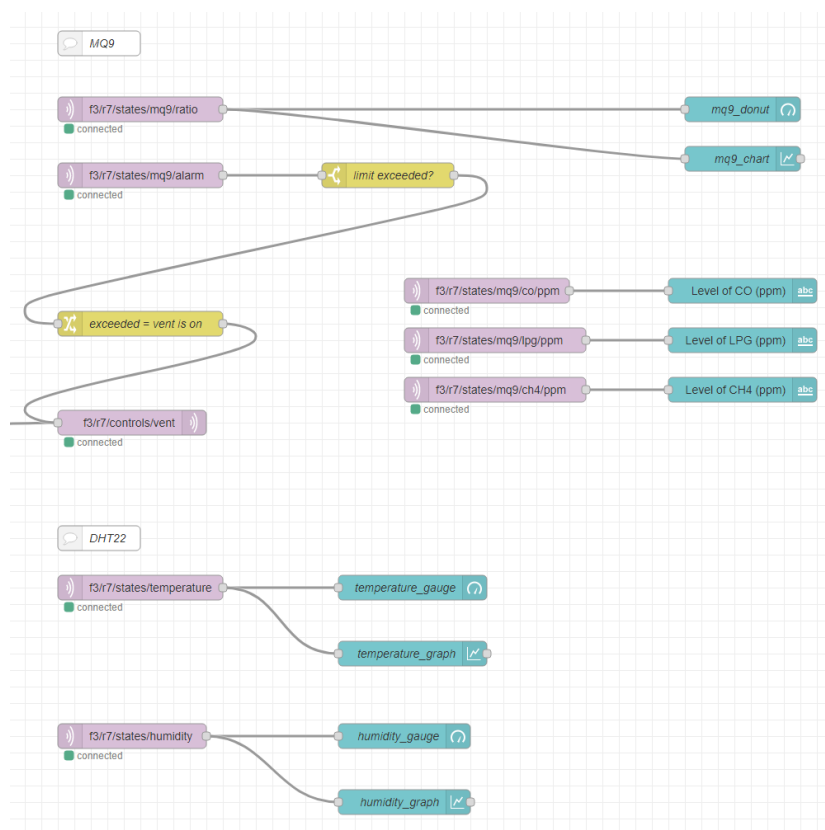 MQ9
f3/r7/states/mq9/ratio
mq9_donut
connected
mq9_chart
f3/r7/states/mq9/alarm
limit exceeded?
connected
f3/r7/states/mq9/co/ppm
Level of CO (ppm)
abc
connected
exceeded = vent is on
f3/r7/states/mq9/lpg/ppm
Level of LPG (ppm)
abc
connected
f3/r7/states/mq9/ch4/ppm
Level of CH4 (ppm)
abc
connected
f3/r7/controls/vent
connected
DHT22
f3/r7/states/temperature
temperature_gauge
connected
temperature_graph
f3/r7/states/humidity
humidity_gauge
connected
humidity_graph